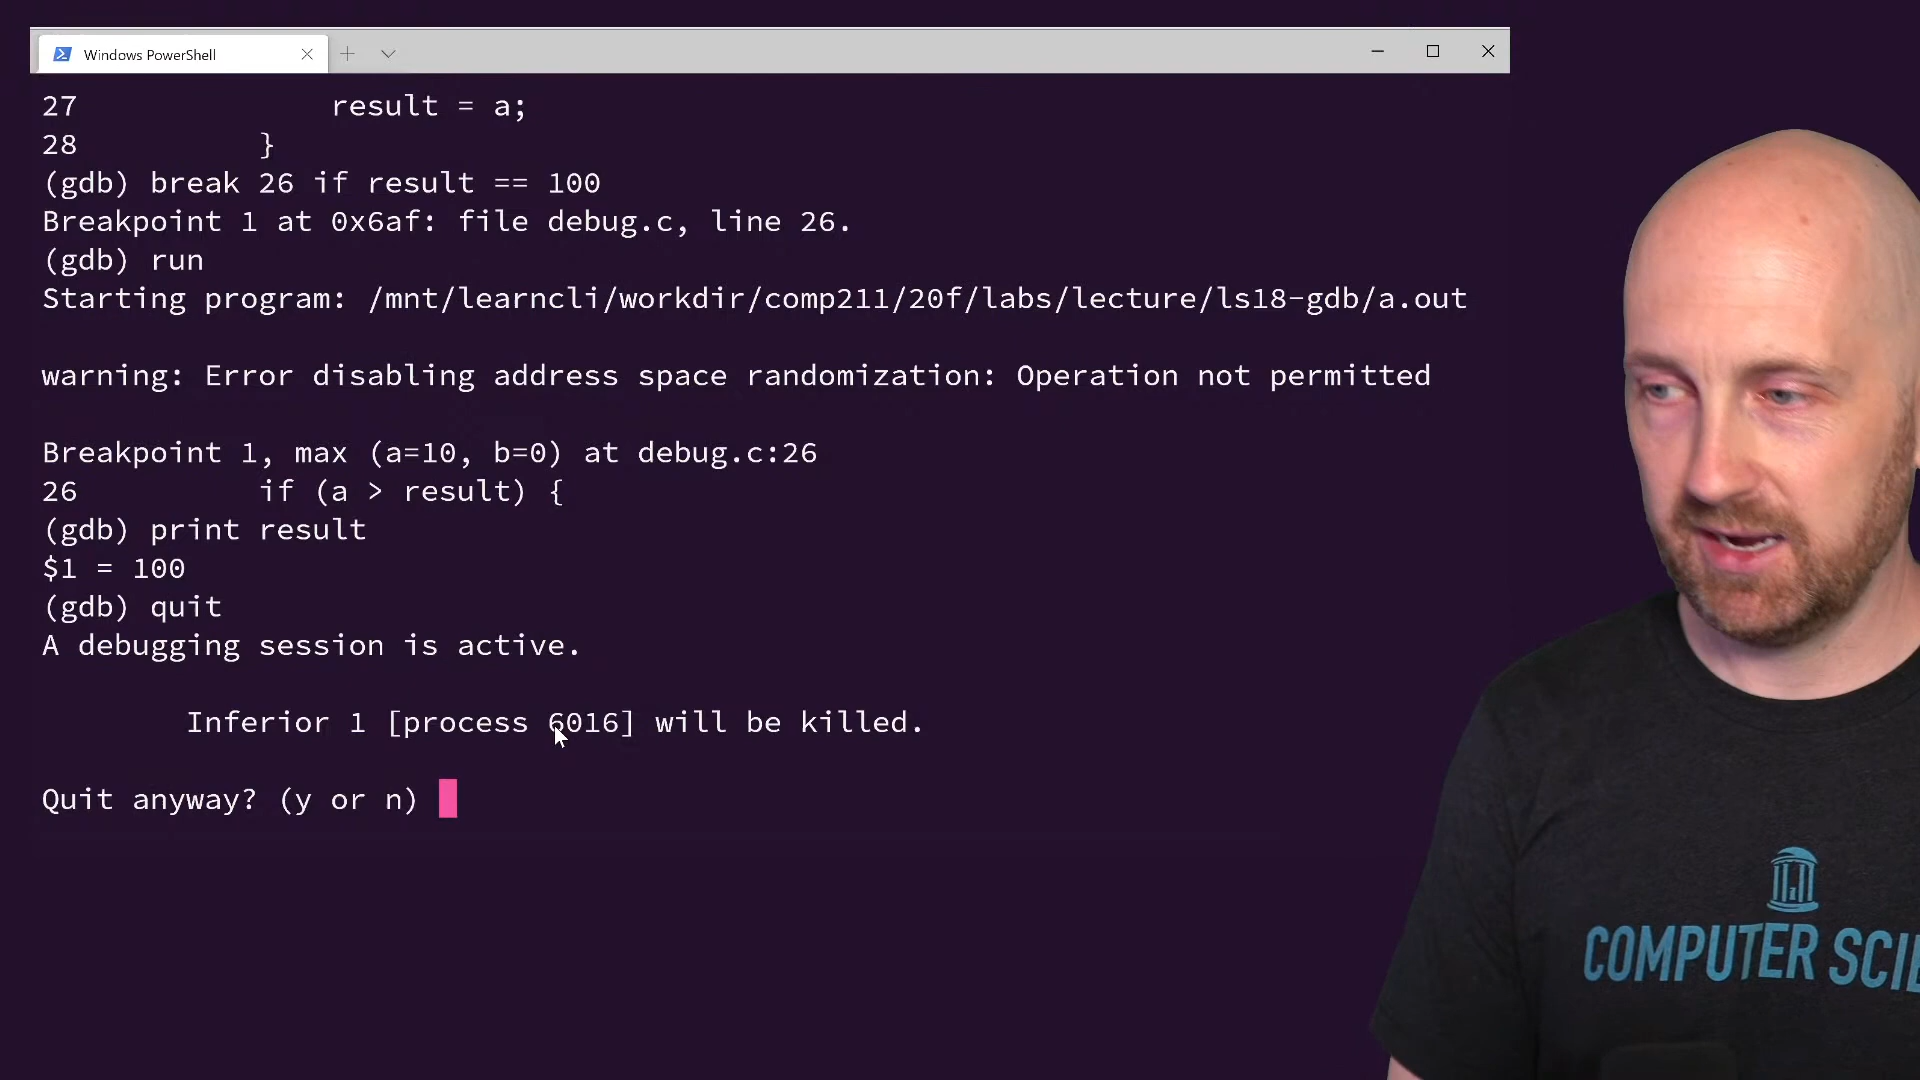 Windows PowerShell
27 result = a;
28 }
(gdb) break 26 if result == 100
Breakpoint 1 at 0x6af: file debug.c, line 26.
(gdb) run
Starting program: /mnt/learncli/workdir/comp211/20f/labs/lecture/ls18-gdb/a.out
warning: Error disabling address space randomization: Operation not permitted
Breakpoint 1, max (a=10, b=0) at debug.c:26
26 if (a > result) {
(gdb) print result
$1 = 100
(gdb) quit
A debugging session is active.
Inferior 1 [process 6016] will be killed.
Quit anyway? (y or n)
COMPUTER SCIE